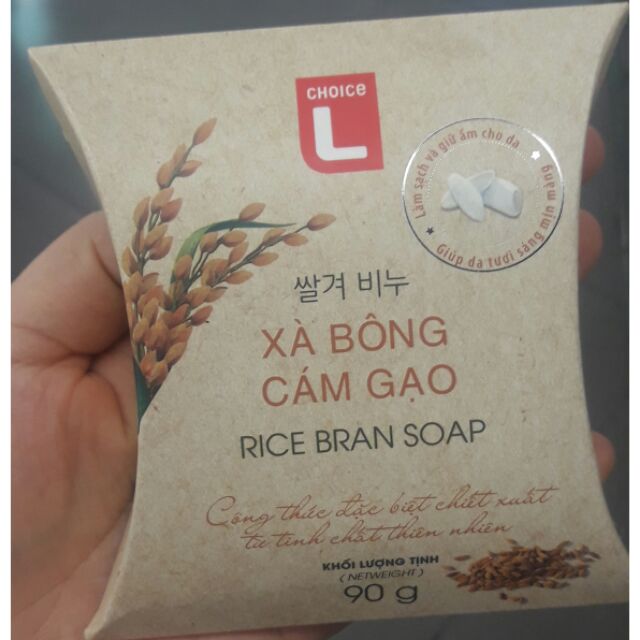 CHOICE
L
Làm sạch và giữ ẩm cho da
Giúp da tươi sáng mịn màng
쌀겨 비누
XÀ BÔNG
CÁM GẠO
RICE BRAN SOAP
Công thức đặc biệt chiết xuất
từ tinh chất thiên nhiên
KHỐI LƯỢNG TỊNH
(NETWEIGHT)
90 g